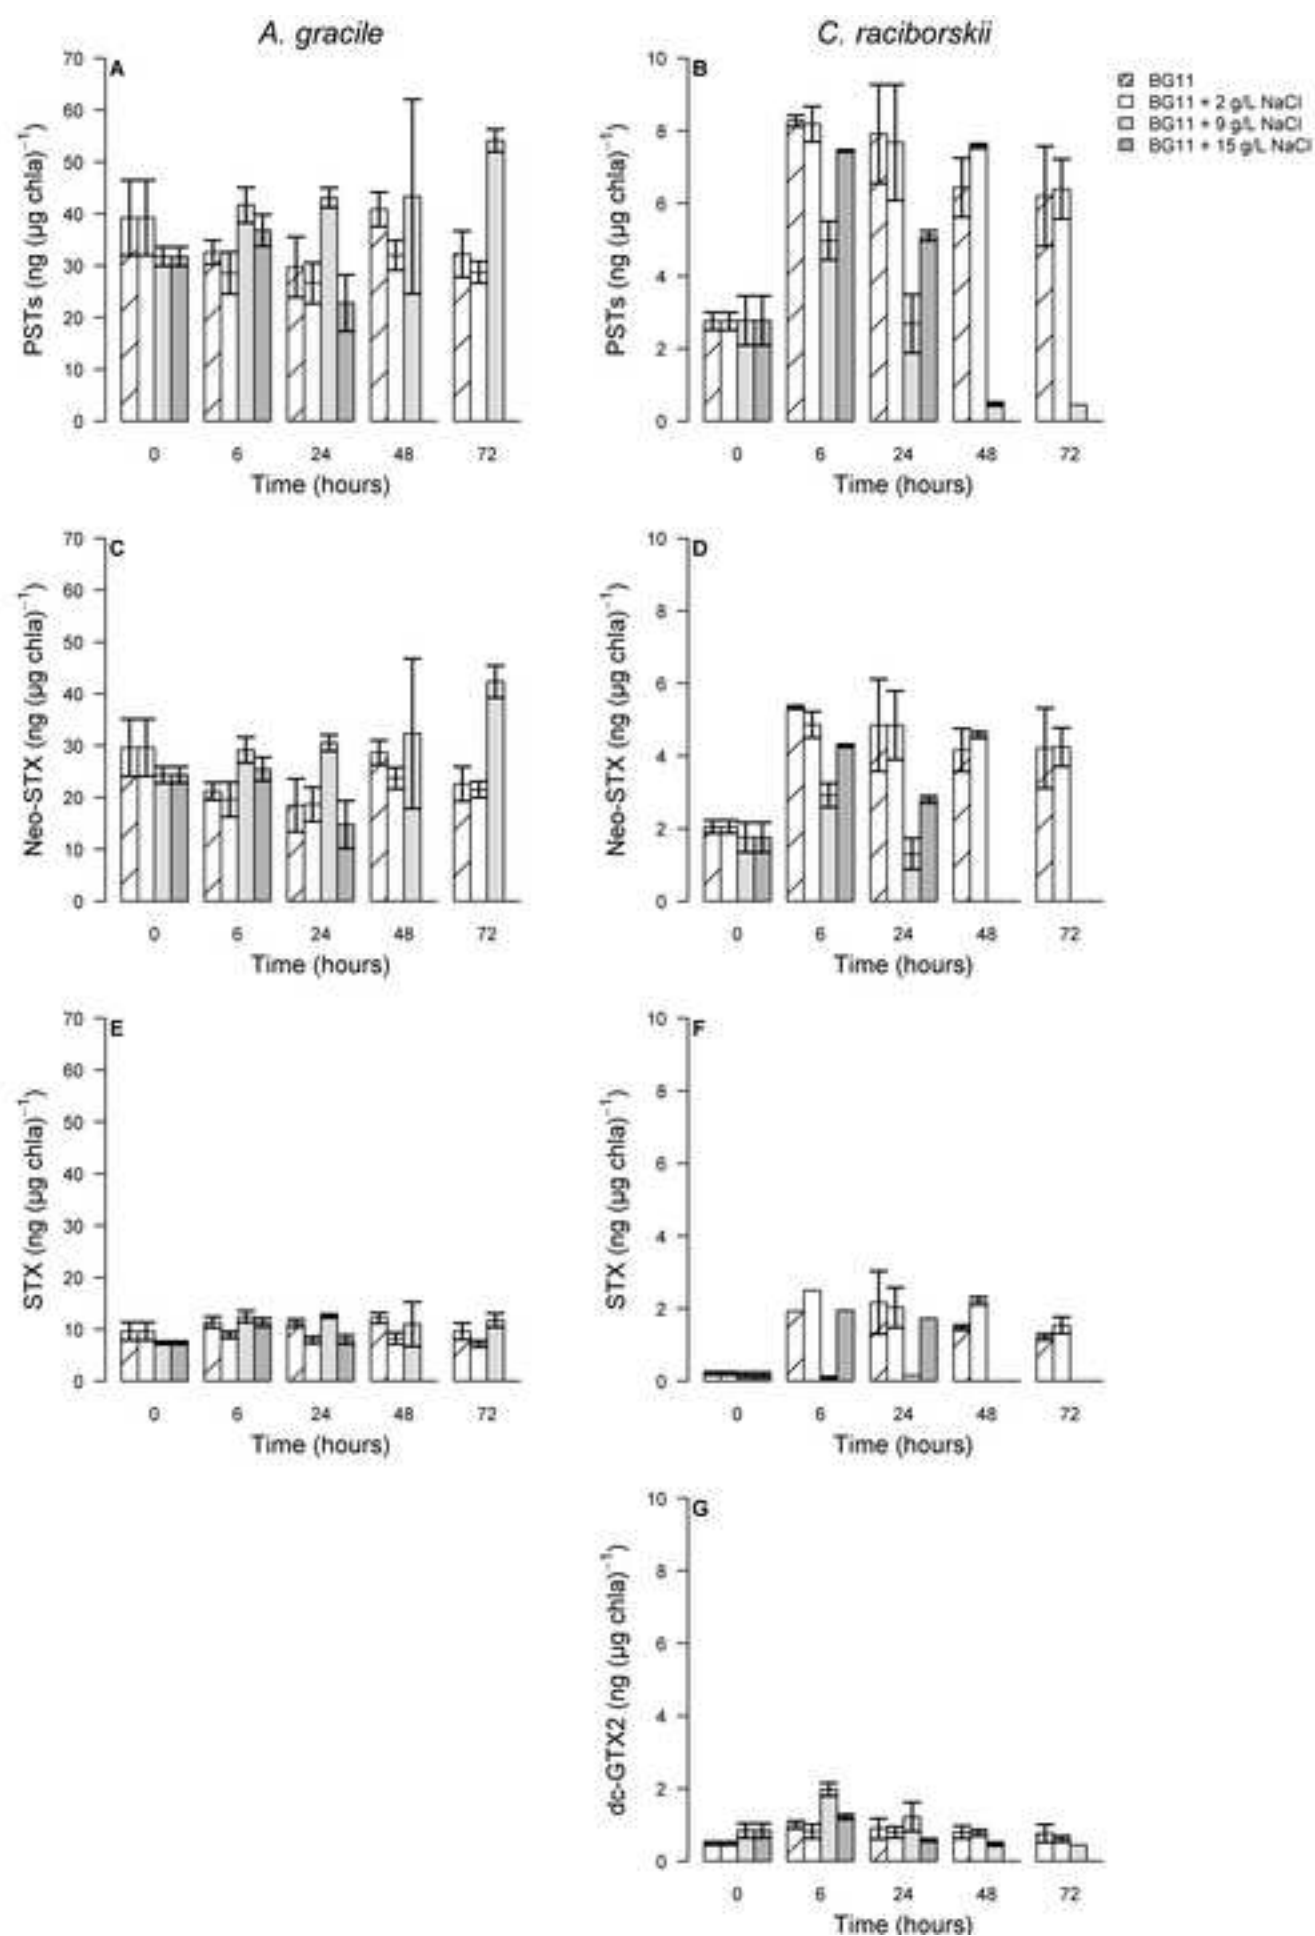 A. gracile
C. raciborskii
BG11
BG11 + 2 g/L NaCl
BG11 + 9 g/L NaCl
BG11 + 15 g/L NaCl
A
PSTs (ng (µg chla)⁻¹)
70
60
50
40
30
20
10
0
0 6 24 48 72
Time (hours)
B
PSTs (ng (µg chla)⁻¹)
10
8
6
4
2
0
0 6 24 48 72
Time (hours)
C
Neo-STX (ng (µg chla)⁻¹)
70
60
50
40
30
20
10
0
0 6 24 48 72
Time (hours)
D
Neo-STX (ng (µg chla)⁻¹)
10
8
6
4
2
0
0 6 24 48 72
Time (hours)
E
STX (ng (µg chla)⁻¹)
70
60
50
40
30
20
10
0
0 6 24 48 72
Time (hours)
F
STX (ng (µg chla)⁻¹)
10
8
6
4
2
0
0 6 24 48 72
Time (hours)
G
dc-GTX2 (ng (µg chla)⁻¹)
10
8
6
4
2
0
0 6 24 48 72
Time (hours)